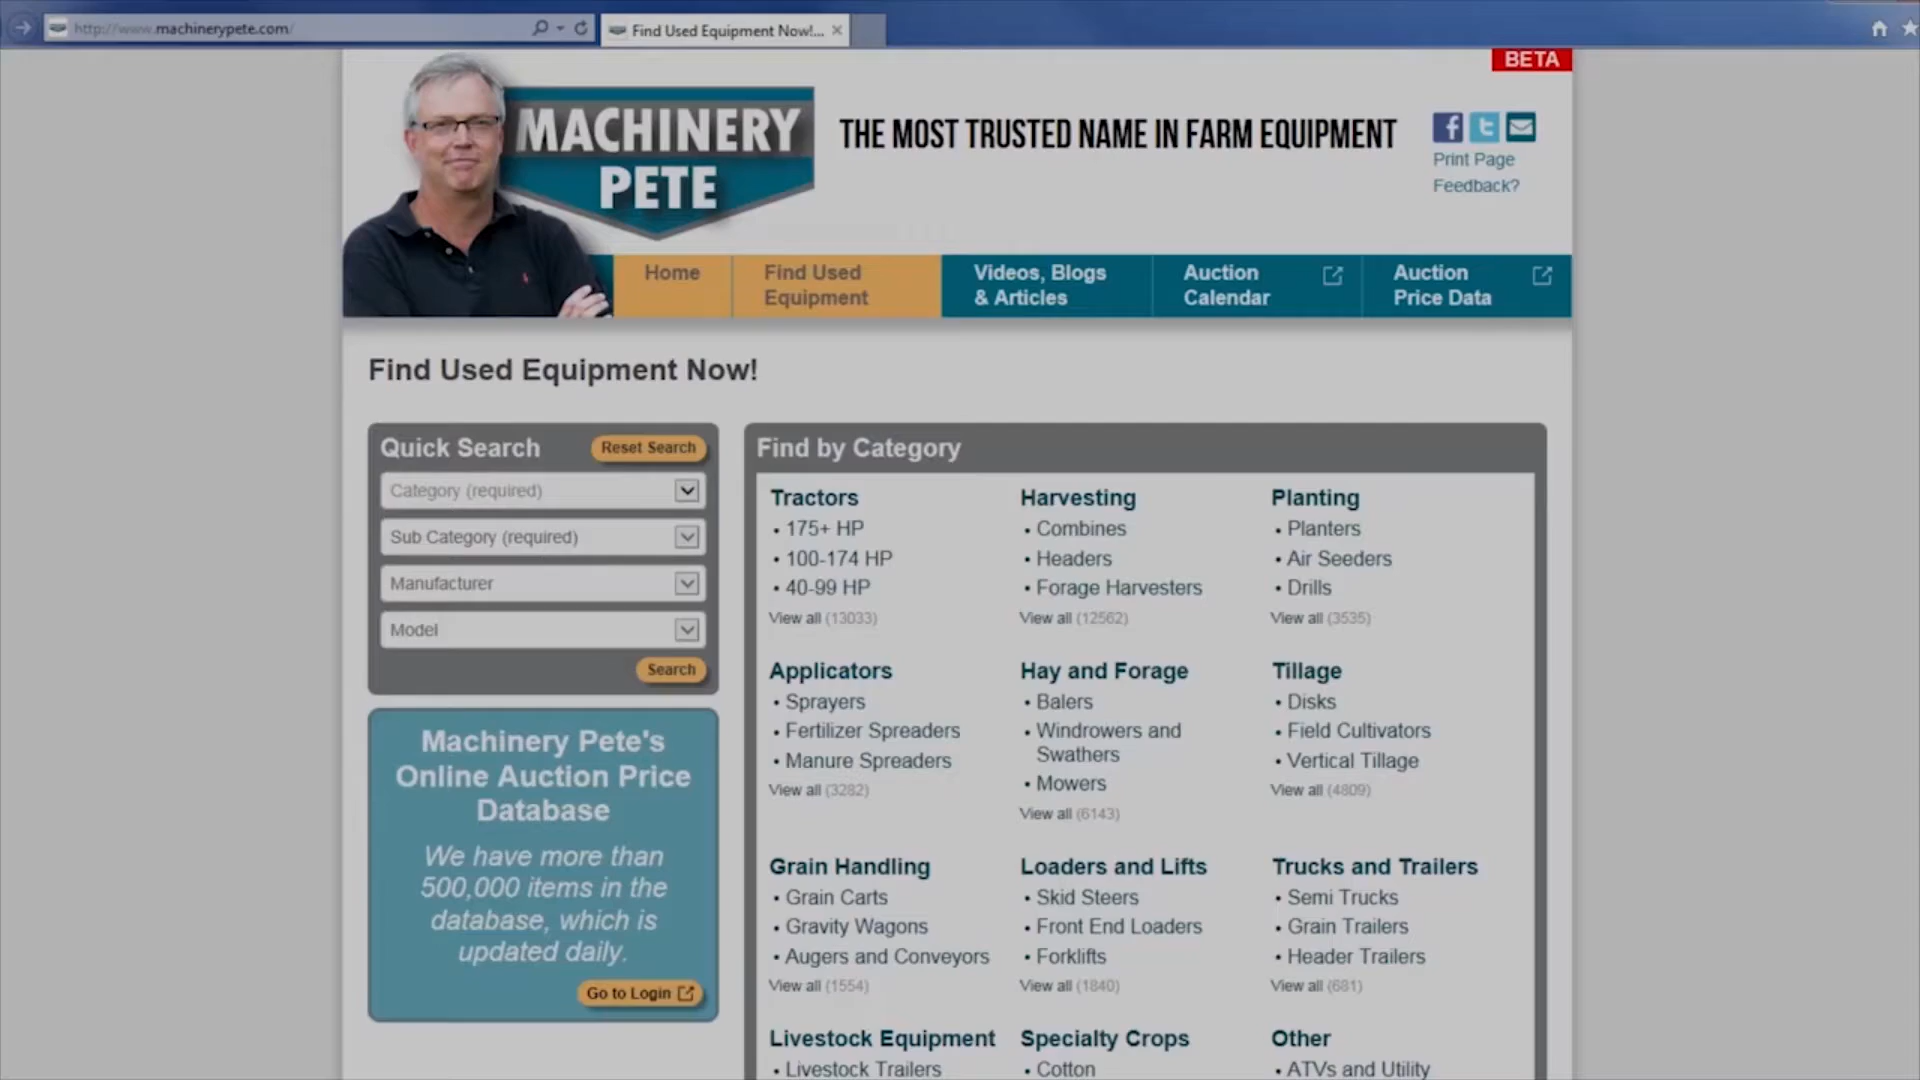 http://www.machinerypete.com/
Find Used Equipment Now!...
BETA
MACHINERY
PETE
THE MOST TRUSTED NAME IN FARM EQUIPMENT
Print Page
Feedback?
Home
Find Used
Equipment
Videos, Blogs
& Articles
Auction
Calendar
Auction
Price Data
Find Used Equipment Now!
Quick Search
Reset Search
Category (required)
Sub Category (required)
Manufacturer
Model
Search
Machinery Pete's
Online Auction Price
Database
We have more than
500,000 items in the
database, which is
updated daily.
Go to Login
Find by Category
Tractors
• 175+ HP
• 100-174 HP
• 40-99 HP
View all (13033)
Harvesting
• Combines
• Headers
• Forage Harvesters
View all (12562)
Planting
• Planters
• Air Seeders
• Drills
View all (3535)
Applicators
• Sprayers
• Fertilizer Spreaders
• Manure Spreaders
View all (3282)
Hay and Forage
• Balers
• Windrowers and
Swathers
• Mowers
View all (6143)
Tillage
• Disks
• Field Cultivators
• Vertical Tillage
View all (4809)
Grain Handling
• Grain Carts
• Gravity Wagons
• Augers and Conveyors
View all (1554)
Loaders and Lifts
• Skid Steers
• Front End Loaders
• Forklifts
View all (1840)
Trucks and Trailers
• Semi Trucks
• Grain Trailers
• Header Trailers
View all (681)
Livestock Equipment
• Livestock Trailers
Specialty Crops
• Cotton
Other
• ATVs and Utility